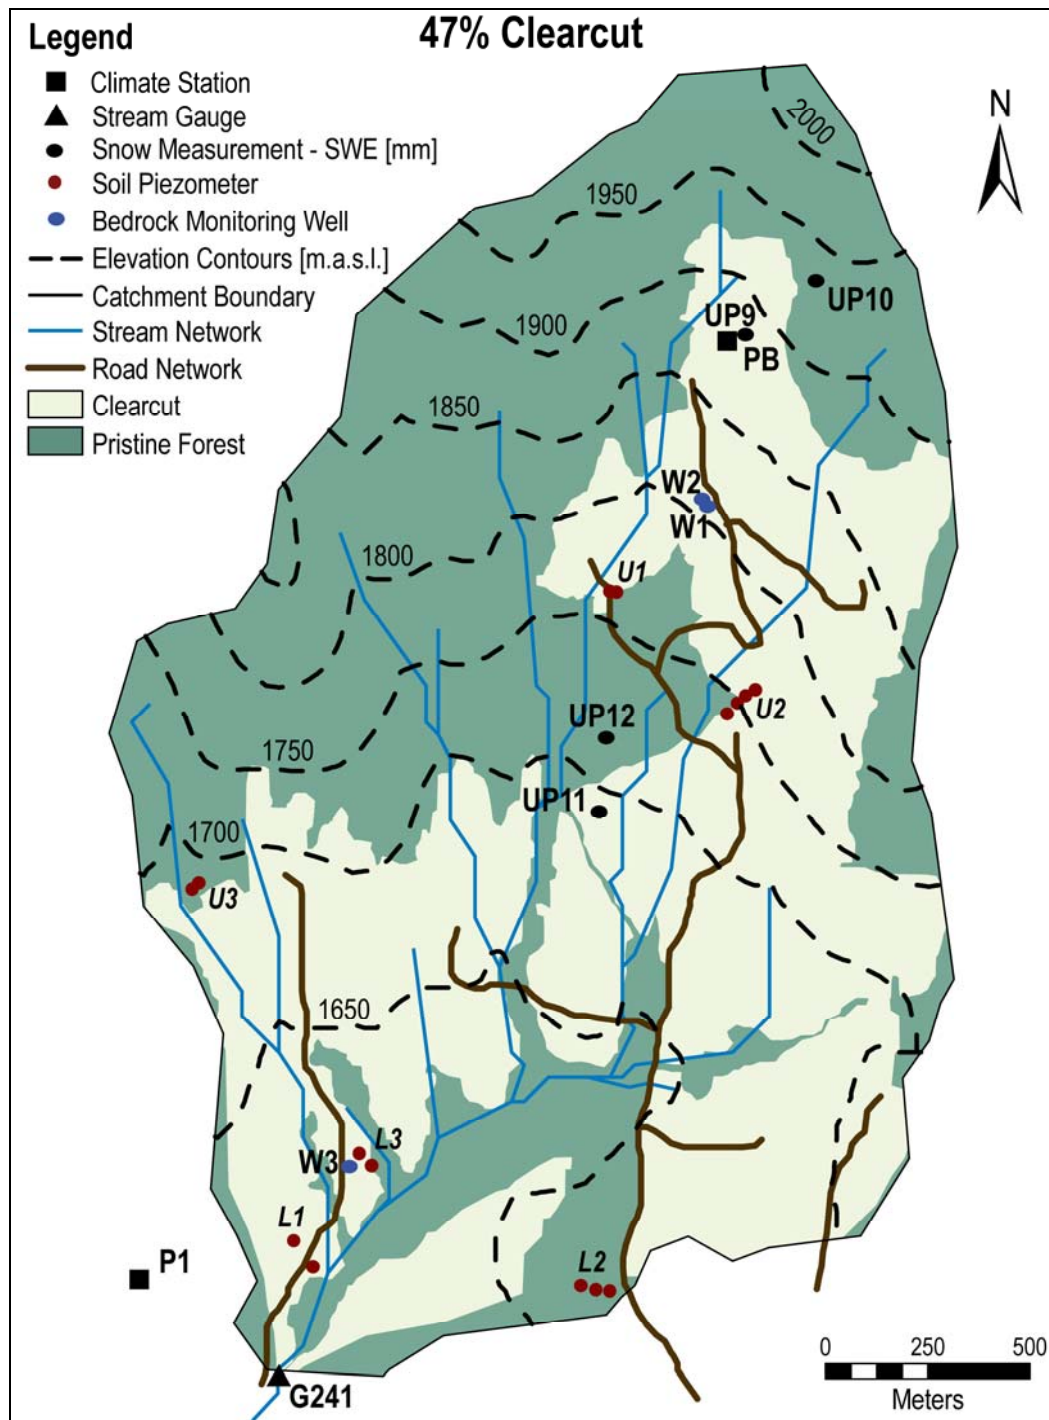 47% Clearcut
Legend
Climate Station
Stream Gauge
Snow Measurement - SWE [mm]
Soil Piezometer
Bedrock Monitoring Well
Elevation Contours [m.a.s.l.]
Catchment Boundary
Stream Network
Road Network
Clearcut
Pristine Forest
N
2000
1950
UP10
1900
UP9
PB
1850
W2
W1
1800
U1
U2
UP12
1750
UP11
1700
U3
1650
L3
W3
L1
P1
L2
G241
0 250 500
Meters